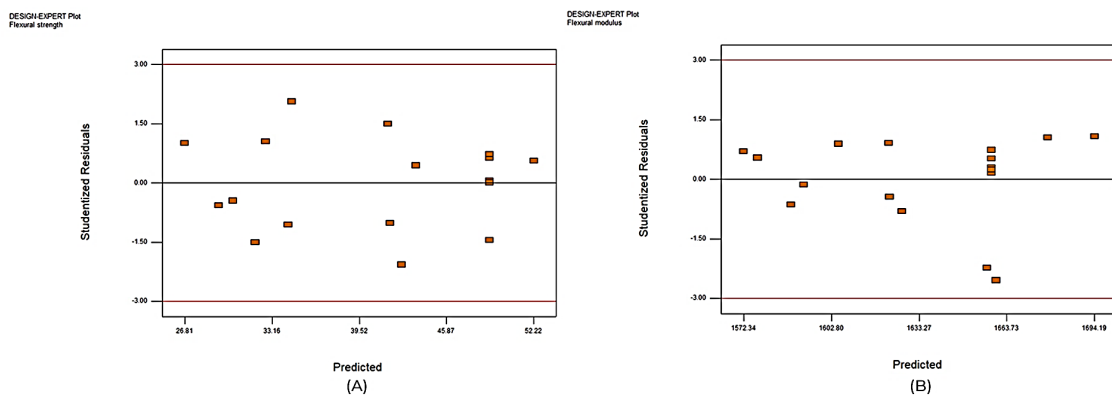 DESIGN-EXPERT Plot
Flexural strength
3.00
1.50
0.00
-1.50
-3.00
Studentized Residuals
26.81
33.16
39.52
45.87
52.22
Predicted
(A)
DESIGN-EXPERT Plot
Flexural modulus
3.00
1.50
0.00
-1.50
-3.00
Studentized Residuals
1572.34
1602.80
1633.27
1663.73
1694.19
Predicted
(B)